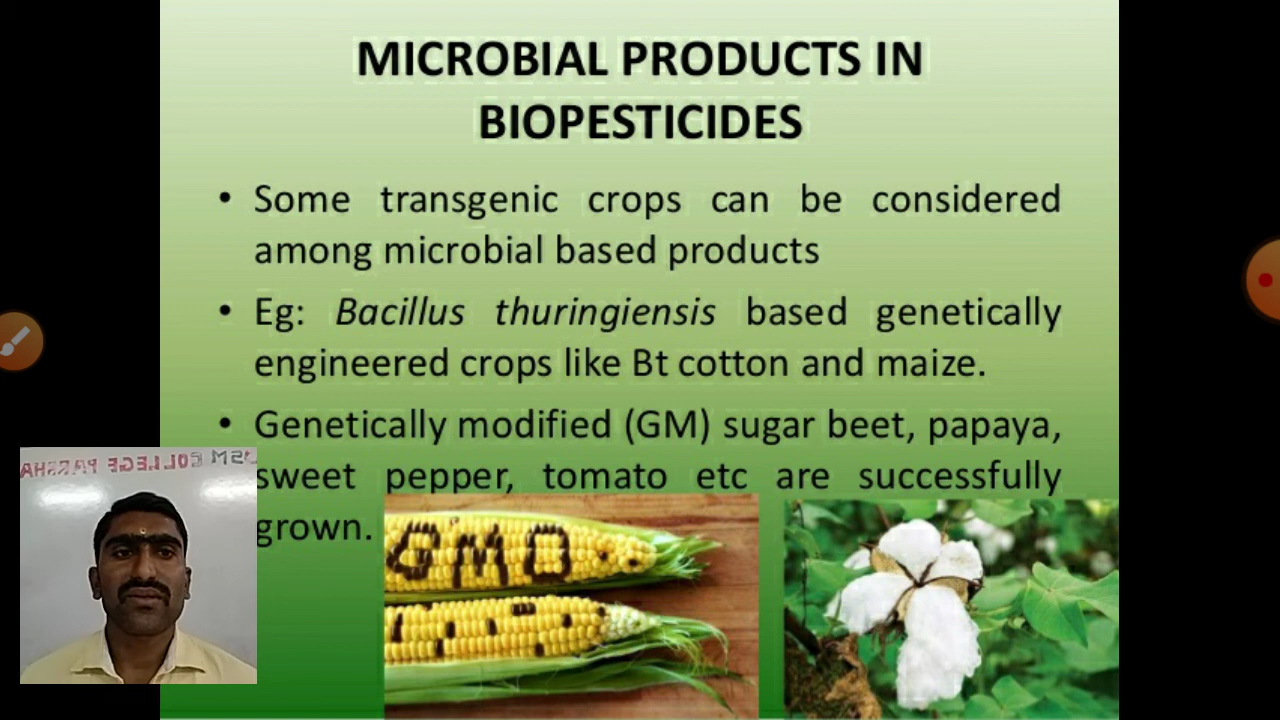 MICROBIAL PRODUCTS IN
BIOPESTICIDES
• Some transgenic crops can be considered
among microbial based products
• Eg: Bacillus thuringiensis based genetically
engineered crops like Bt cotton and maize.
• Genetically modified (GM) sugar beet, papaya,
sweet pepper, tomato etc are successfully
grown.
GMO
SM COLLEGE